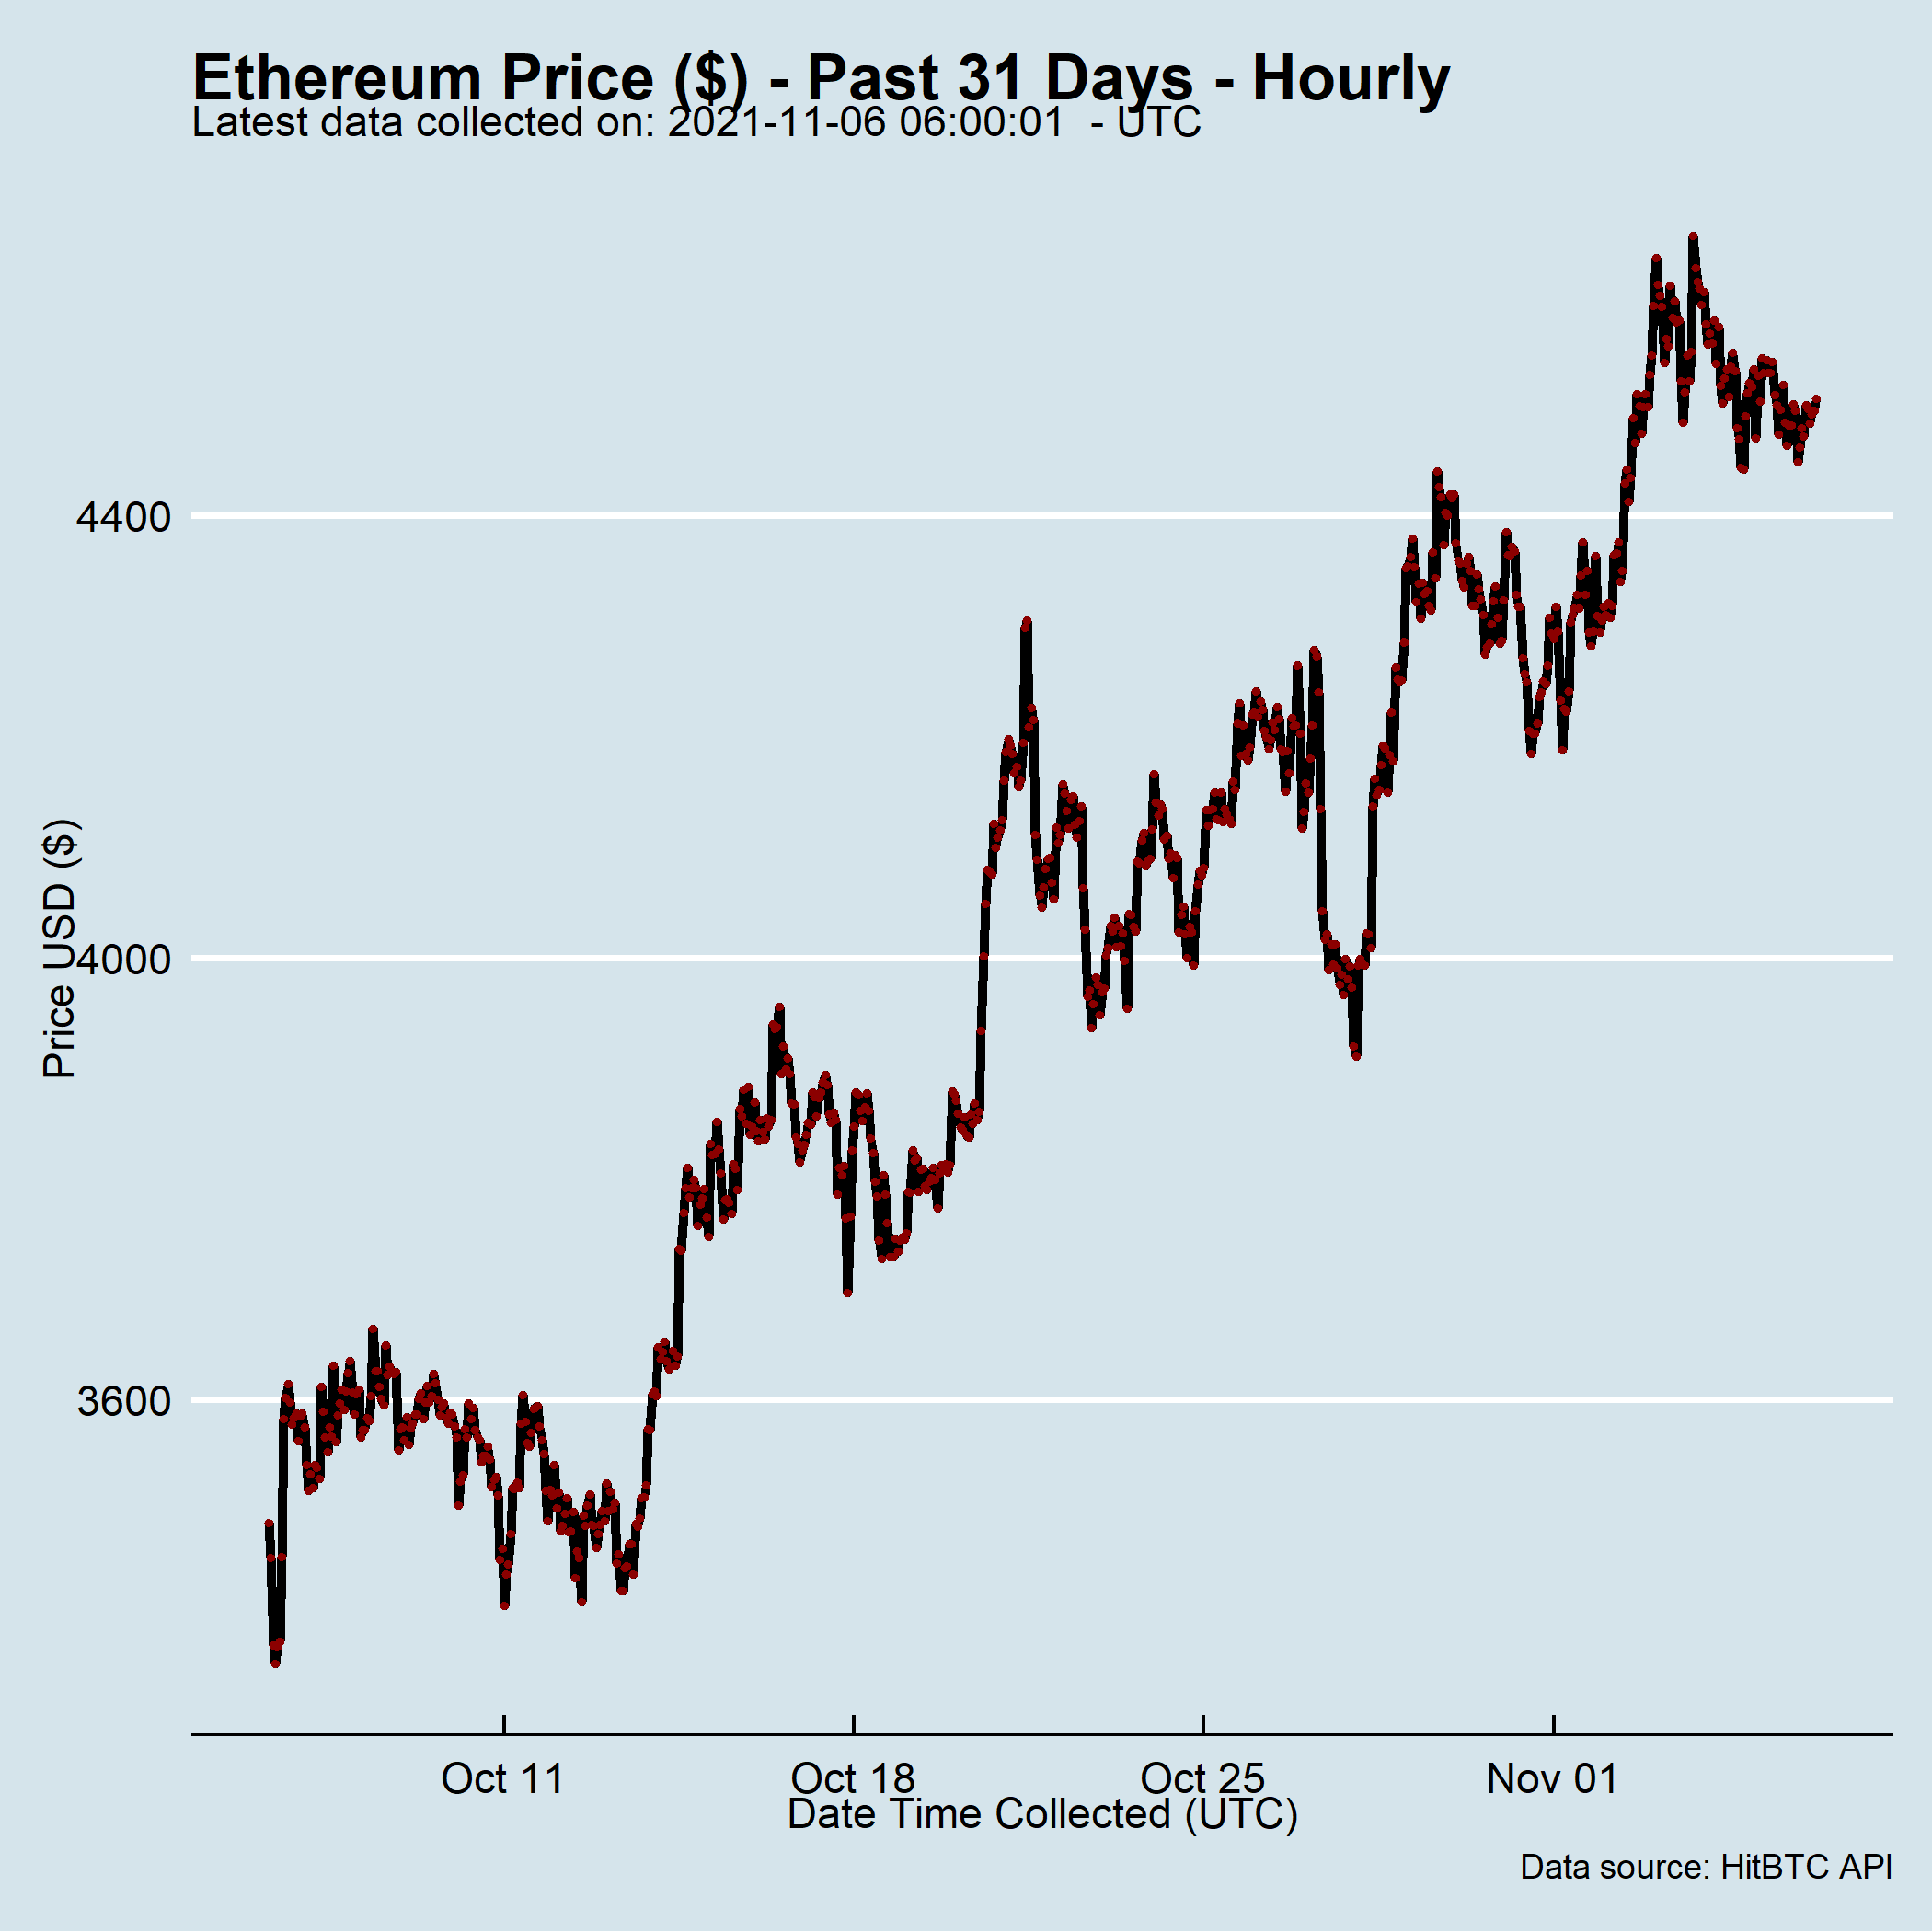 Ethereum Price ($) - Past 31 Days - Hourly
Latest data collected on: 2021-11-06 06:00:01  - UTC
Price USD ($)
4400
4000
3600
Oct 11
Oct 18
Oct 25
Nov 01
Date Time Collected (UTC)
Data source: HitBTC API